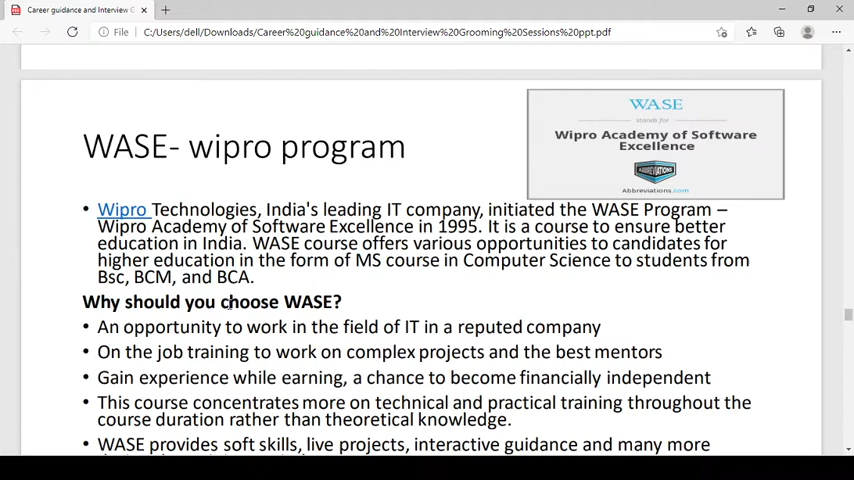 Career guidance and Interview G
File
C:/Users/dell/Downloads/Career%20guidance%20and%20Interview%20Grooming%20Sessions%20ppt.pdf
WASE
stands for
Wipro Academy of Software
Excellence
ABBREVIATIONS
Abbreviations.com
WASE- wipro program
• Wipro Technologies, India's leading IT company, initiated the WASE Program –
Wipro Academy of Software Excellence in 1995. It is a course to ensure better
education in India. WASE course offers various opportunities to candidates for
higher education in the form of MS course in Computer Science to students from
Bsc, BCM, and BCA.
Why should you choose WASE?
• An opportunity to work in the field of IT in a reputed company
• On the job training to work on complex projects and the best mentors
• Gain experience while earning, a chance to become financially independent
• This course concentrates more on technical and practical training throughout the
course duration rather than theoretical knowledge.
• WASE provides soft skills, live projects, interactive guidance and many more